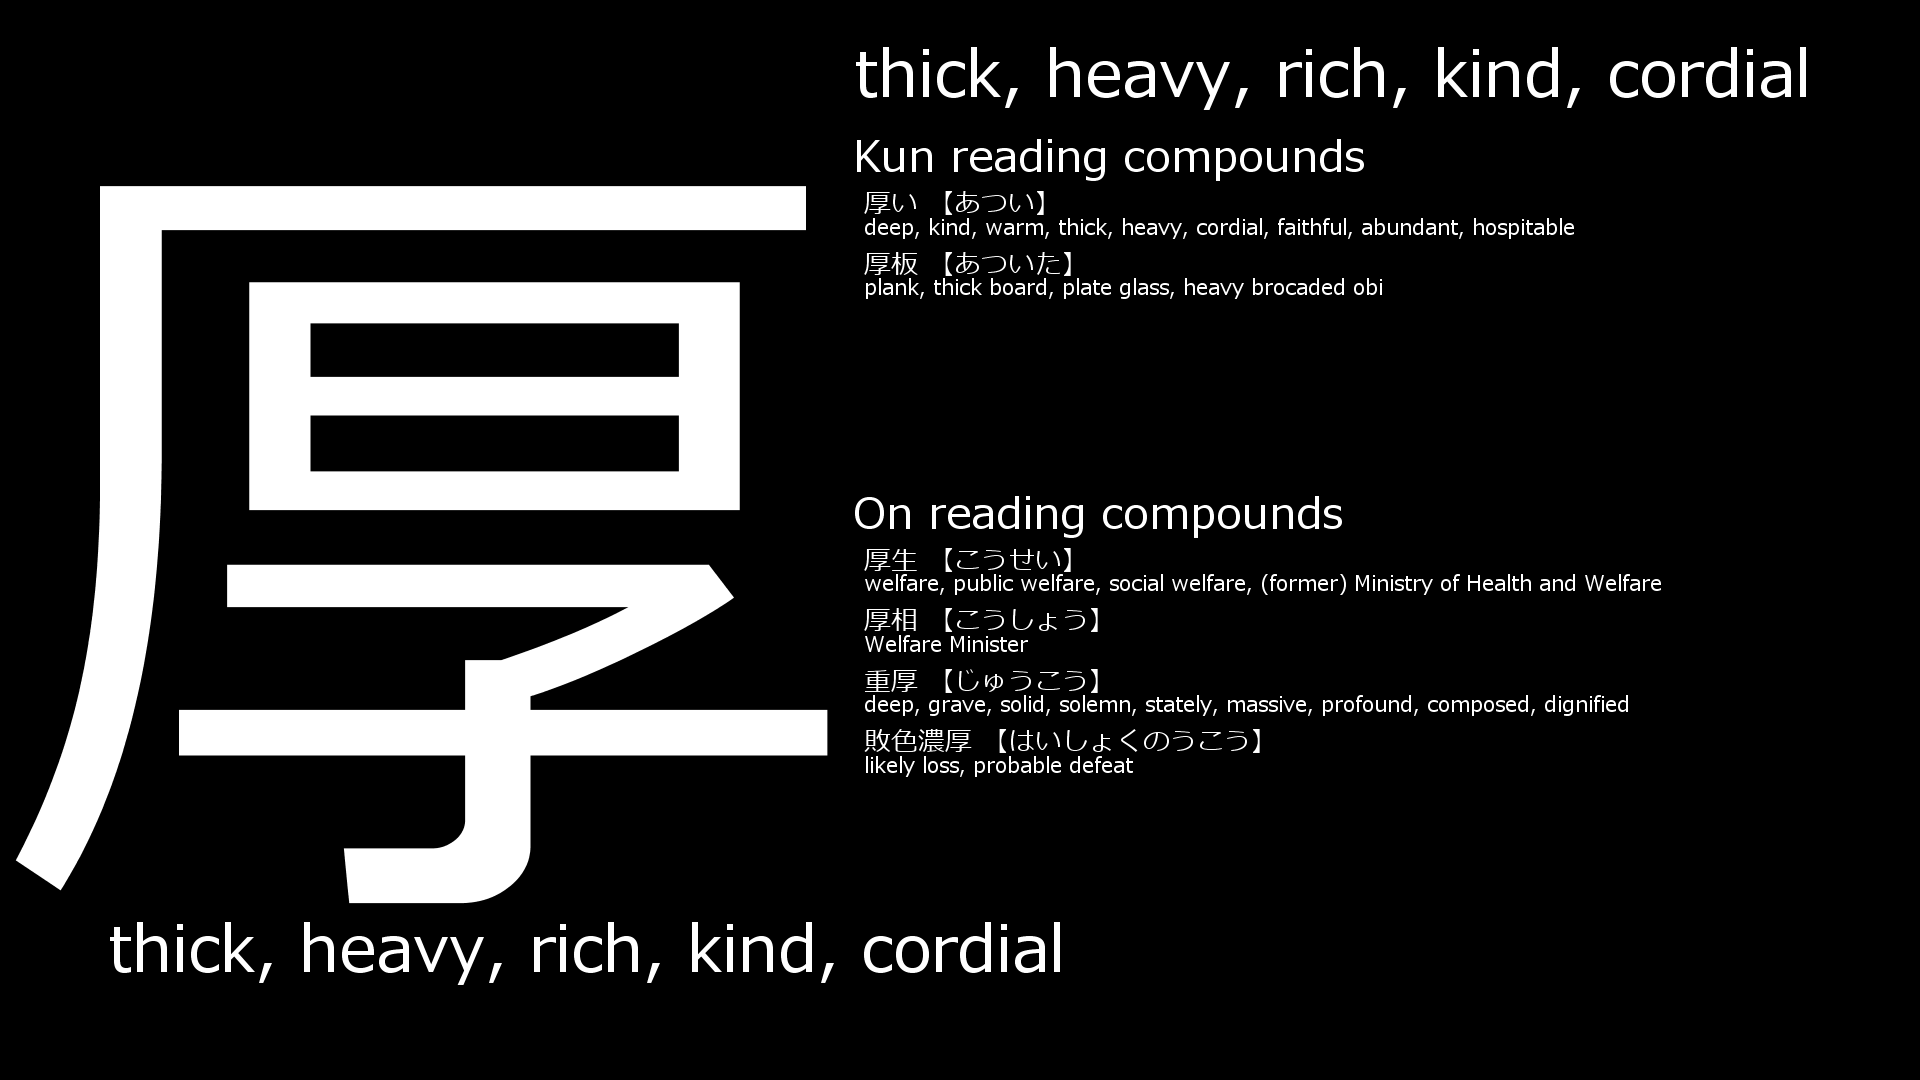 厚
thick, heavy, rich, kind, cordial
thick, heavy, rich, kind, cordial
Kun reading compounds
厚い 【あつい】
deep, kind, warm, thick, heavy, cordial, faithful, abundant, hospitable
厚板 【あついた】
plank, thick board, plate glass, heavy brocaded obi
On reading compounds
厚生 【こうせい】
welfare, public welfare, social welfare, (former) Ministry of Health and Welfare
厚相 【こうしょう】
Welfare Minister
重厚 【じゅうこう】
deep, grave, solid, solemn, stately, massive, profound, composed, dignified
敗色濃厚 【はいしょくのうこう】
likely loss, probable defeat